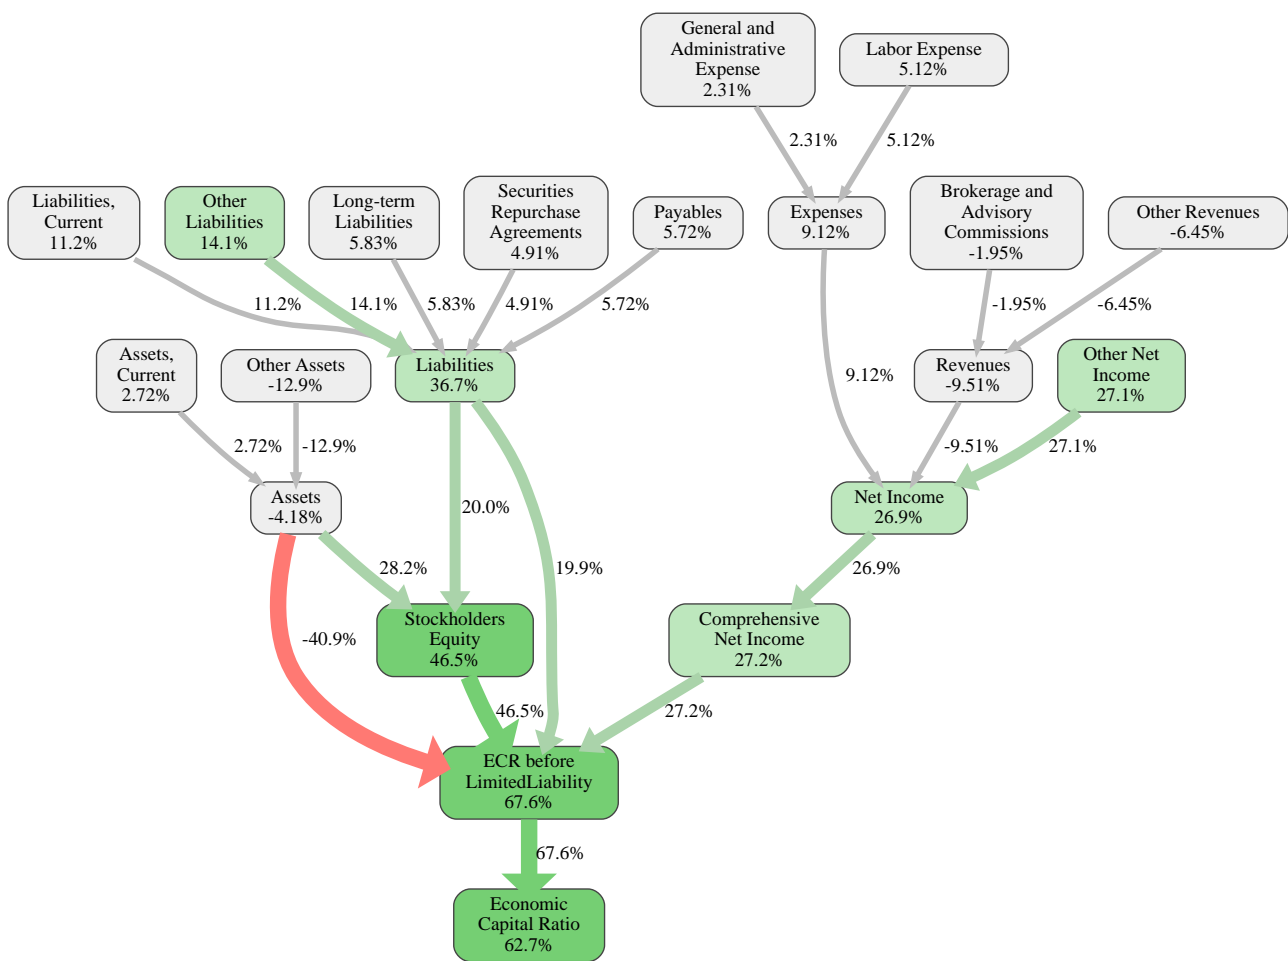 General and
Administrative
Expense
2.31%
Labor Expense
5.12%
2.31%
5.12%
Liabilities,
Current
11.2%
Other
Liabilities
14.1%
Long-term
Liabilities
5.83%
Securities
Repurchase
Agreements
4.91%
Payables
5.72%
Expenses
9.12%
Brokerage and
Advisory
Commissions
-1.95%
Other Revenues
-6.45%
11.2%
14.1%
5.83%
4.91%
5.72%
-1.95%
-6.45%
Assets,
Current
2.72%
Other Assets
-12.9%
Liabilities
36.7%
9.12%
Revenues
-9.51%
Other Net
Income
27.1%
2.72%
-12.9%
-9.51%
27.1%
Assets
-4.18%
20.0%
Net Income
26.9%
28.2%
19.9%
26.9%
-40.9%
Stockholders
Equity
46.5%
Comprehensive
Net Income
27.2%
46.5%
27.2%
ECR before
LimitedLiability
67.6%
67.6%
Economic
Capital Ratio
62.7%